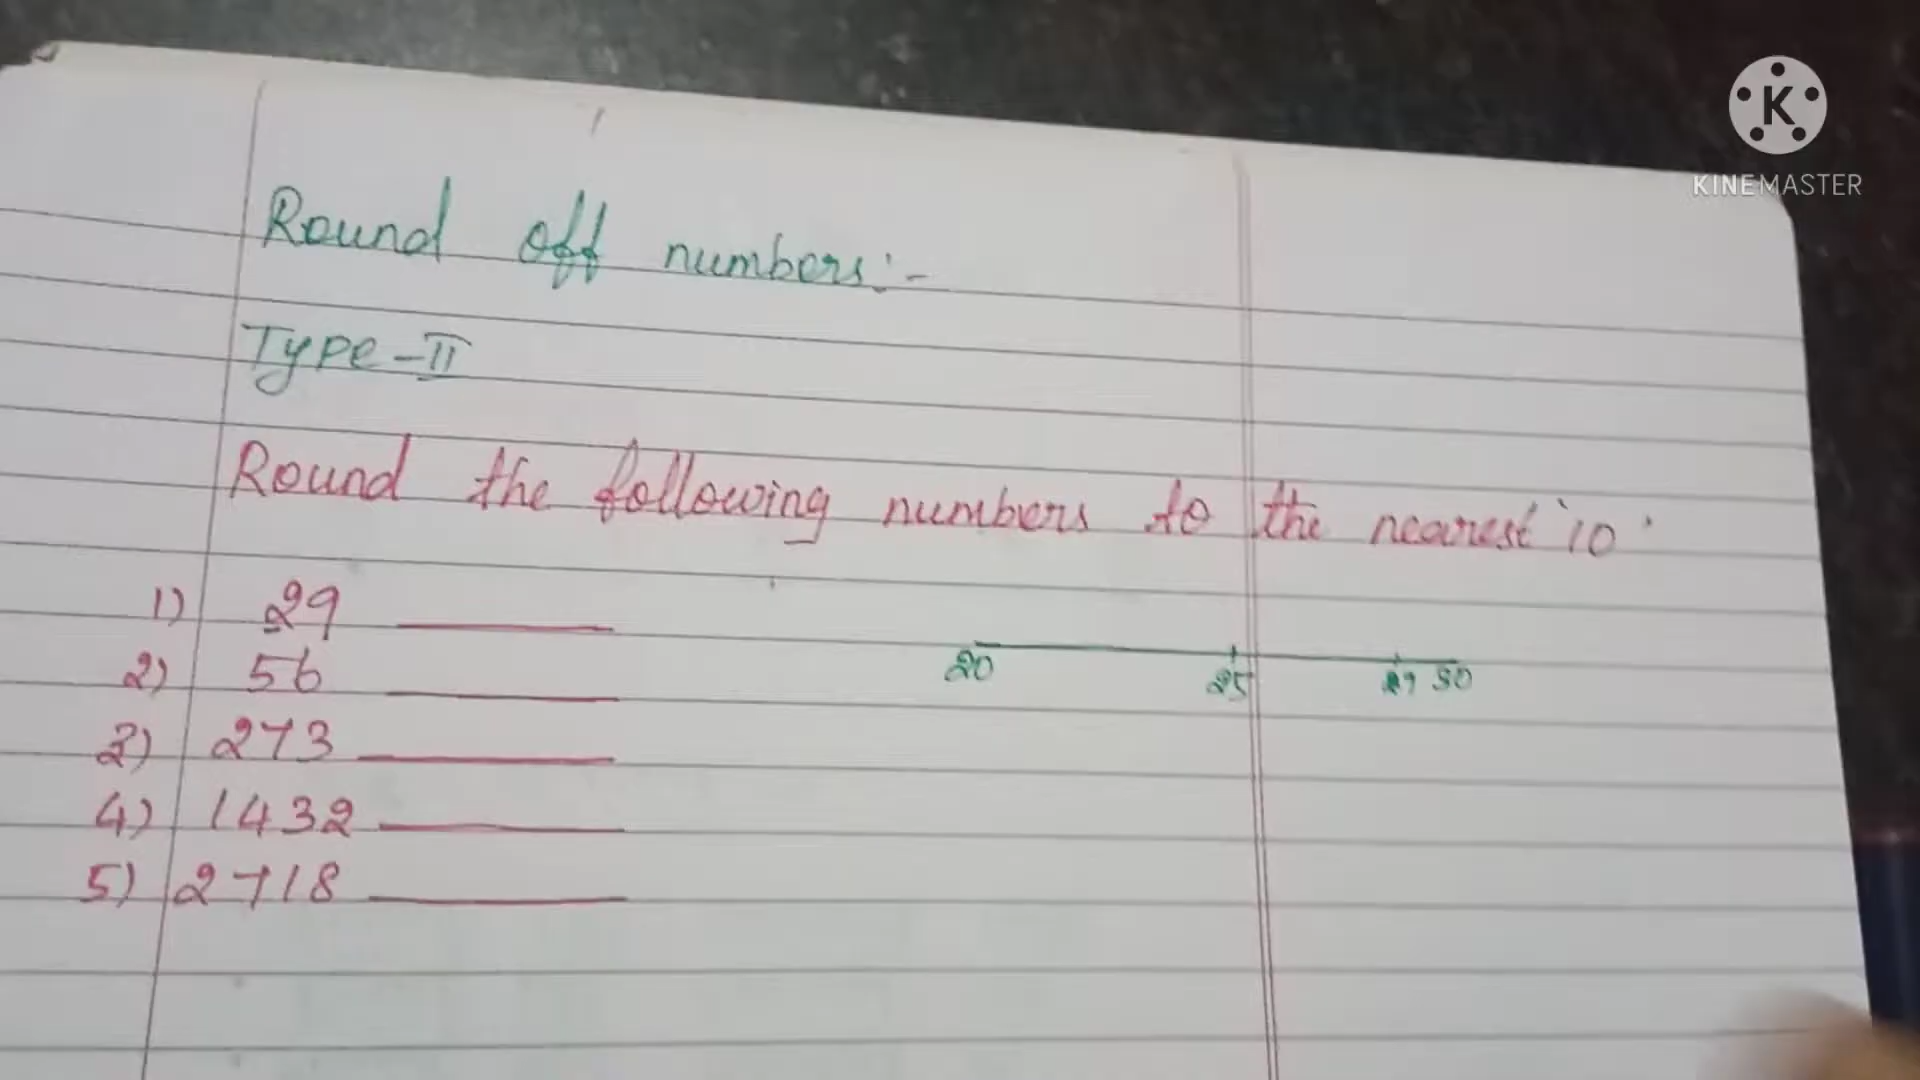 Round off numbers:-
Type-II
Round the following numbers to the nearest '10'
1) 29
20 25 29 30
2) 56
3) 273
4) 1432
5) 2718
K
KINEMASTER